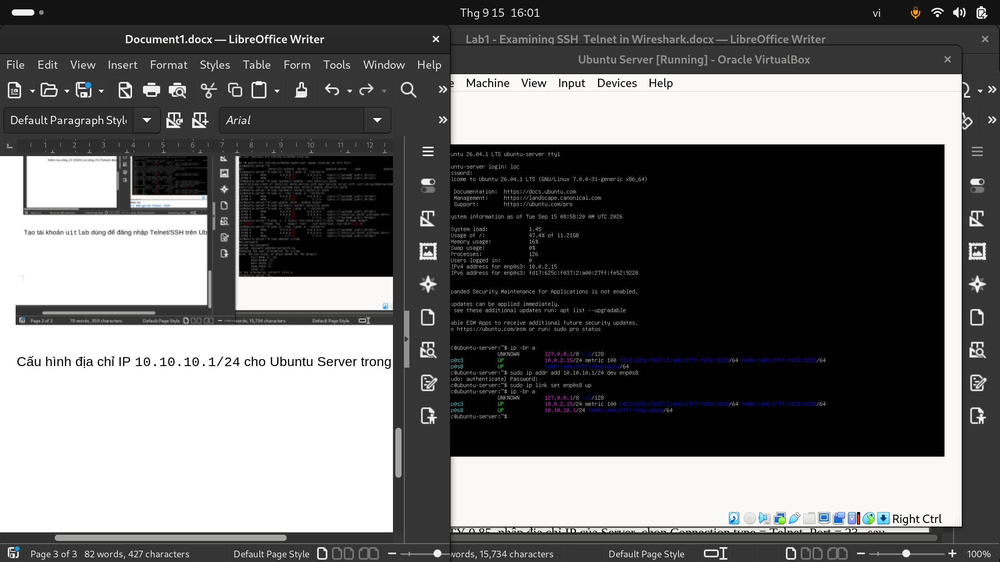 Thg 9 15 16:01
vi
Document1.docx — LibreOffice Writer
File Edit View Insert Format Styles Table Form Tools Window Help
Default Paragraph Style
Arial
1 2 3 4 5 6 7 8 9 10 11 12
Kiểm tra cổng 22 (SSH) và cổng 23 (Telnet)
Tạo tài khoản uitlab dùng để đăng nhập Telnet/SSH trên Ub
Page 2 of 2 70 words, 359 characters Default Page Style words, 15,734 characters Default Page Style
Cấu hình địa chỉ IP 10.10.10.1/24 cho Ubuntu Server trong
Page 3 of 3 82 words, 427 characters Default Page Style
Lab1 - Examining SSH Telnet in Wireshark.docx — LibreOffice Writer
Ubuntu Server [Running] - Oracle VirtualBox
e Machine View Input Devices Help
untu 26.04.1 LTS ubuntu-server tty1
untu-server login: loc
ssword:
lcome to Ubuntu 26.04.1 LTS (GNU/Linux 7.0.0-31-generic x86_64)
Documentation: https://docs.ubuntu.com
Management: https://landscape.canonical.com
Support: https://ubuntu.com/pro
ystem information as of Tue Sep 15 08:58:20 AM UTC 2026
System load: 1.45
Usage of /: 47.4% of 11.21GB
Memory usage: 16%
Swap usage: 0%
Processes: 126
Users logged in: 0
IPv4 address for enp0s3: 10.0.2.15
IPv6 address for enp0s3: fd17:625c:f037:2:a00:27ff:fe52:9228
panded Security Maintenance for Applications is not enabled.
updates can be applied immediately.
see these additional updates run: apt list --upgradable
able ESM Apps to receive additional future security updates.
e https://ubuntu.com/esm or run: sudo pro status
c@ubuntu-server:~$ ip -br a
UNKNOWN 127.0.0.1/8 ::1/128
p0s3 UP 10.0.2.15/24 metric 100 fd17:625c:f037:2:a00:27ff:fe52:9228/64 fe80::a00:27ff:fe52:9228/64
p0s8 UP fe80::a00:27ff:febc:8cba/64
c@ubuntu-server:~$ sudo ip addr add 10.10.10.1/24 dev enp0s8
udo: authenticate] Password:
c@ubuntu-server:~$ sudo ip link set enp0s8 up
c@ubuntu-server:~$ ip -br a
UNKNOWN 127.0.0.1/8 ::1/128
p0s3 UP 10.0.2.15/24 metric 100 fd17:625c:f037:2:a00:27ff:fe52:9228/64 fe80::a00:27ff:fe52:9228/64
p0s8 UP 10.10.10.1/24 fe80::a00:27ff:febc:8cba/64
c@ubuntu-server:~$
Right Ctrl
TY 0.85, nhập địa chỉ IP của Server, chọn Connection type = Telnet, Port = 23, sau
words, 15,734 characters Default Page Style 100%